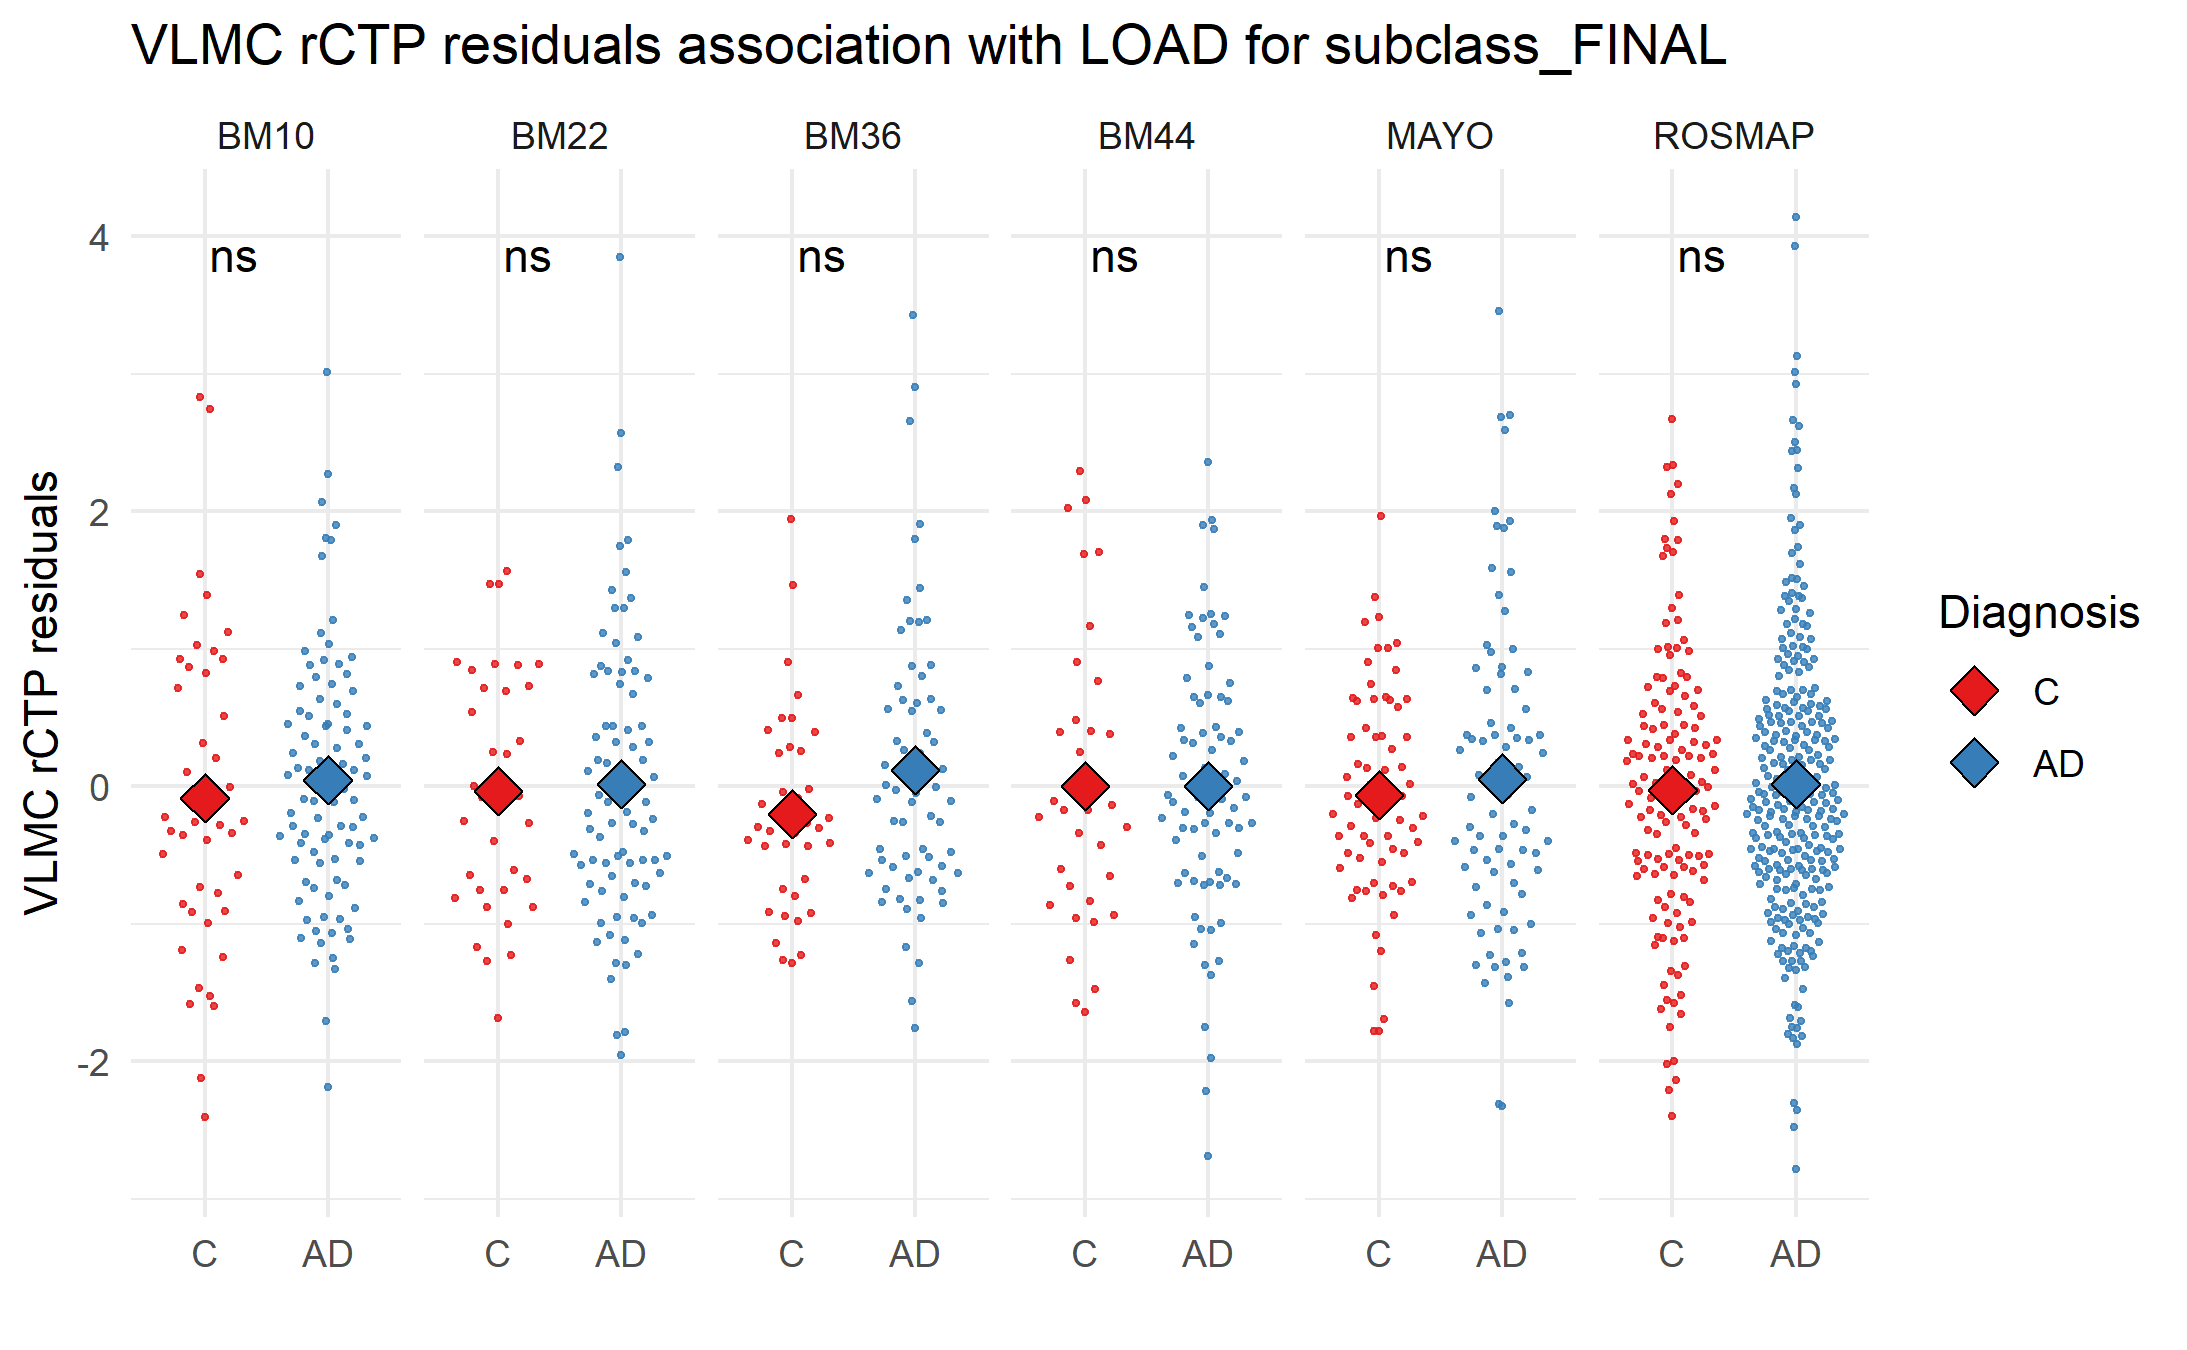 VLMC rCTP residuals association with LOAD for subclass_FINAL
BM10 BM22 BM36 BM44 MAYO ROSMAP
4
ns ns ns ns ns ns
2
0
-2
VLMC rCTP residuals
C AD C AD C AD C AD C AD C AD
Diagnosis
C
AD